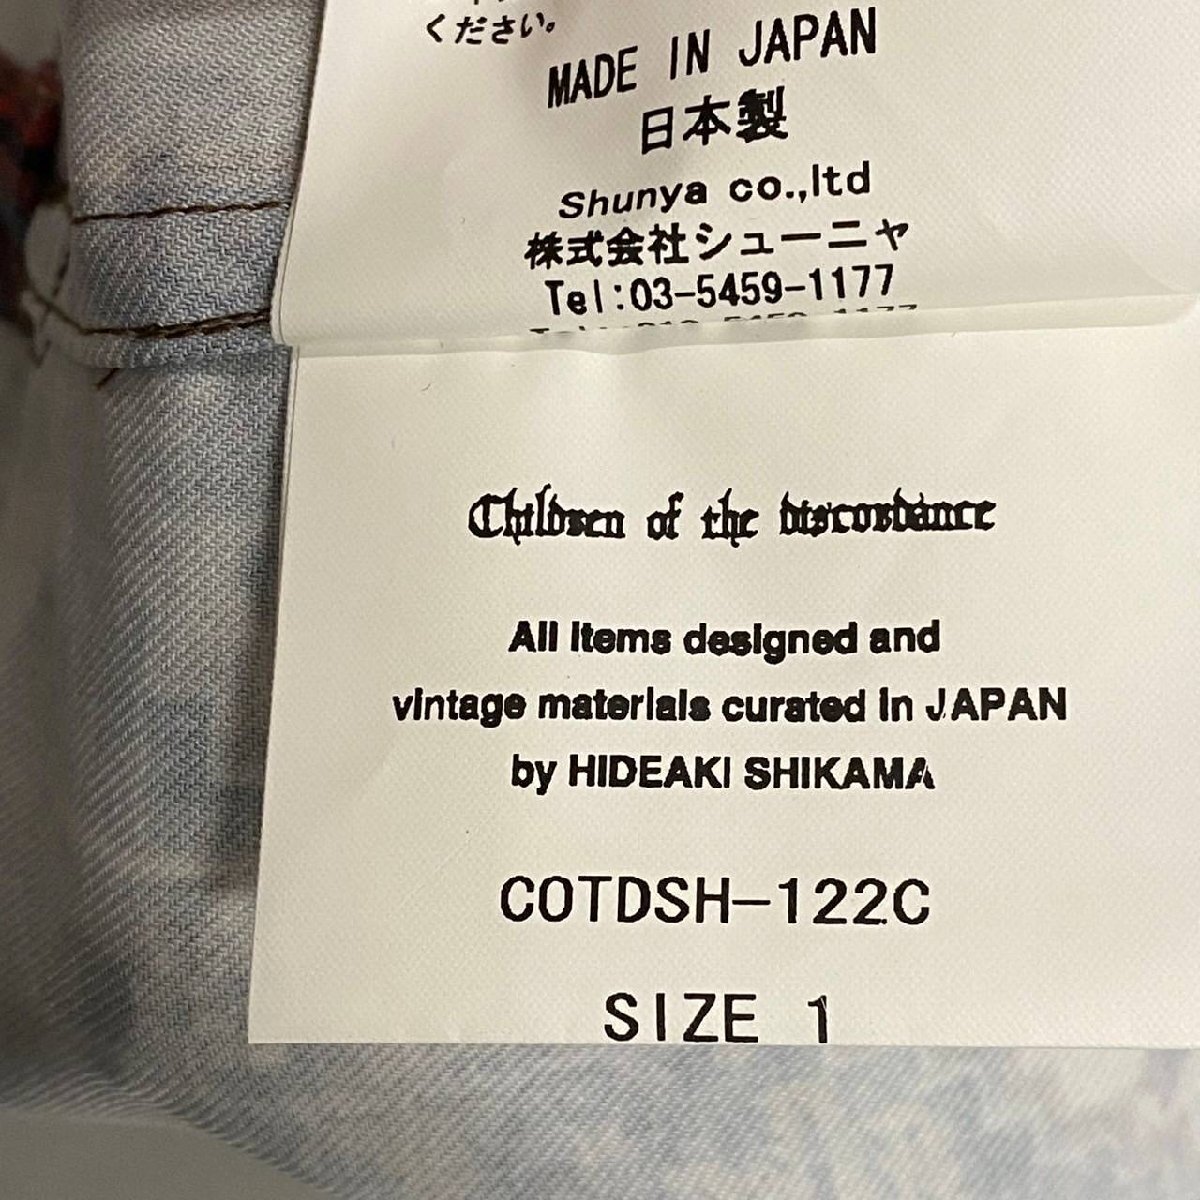 ください。
MADE IN JAPAN
日本製
Shunya co.,ltd
株式会社シューニャ
Tel:03-5459-1177
Children of the discordance
All items designed and
vintage materials curated in JAPAN
by HIDEAKI SHIKAMA
COTDSH-122C
SIZE 1